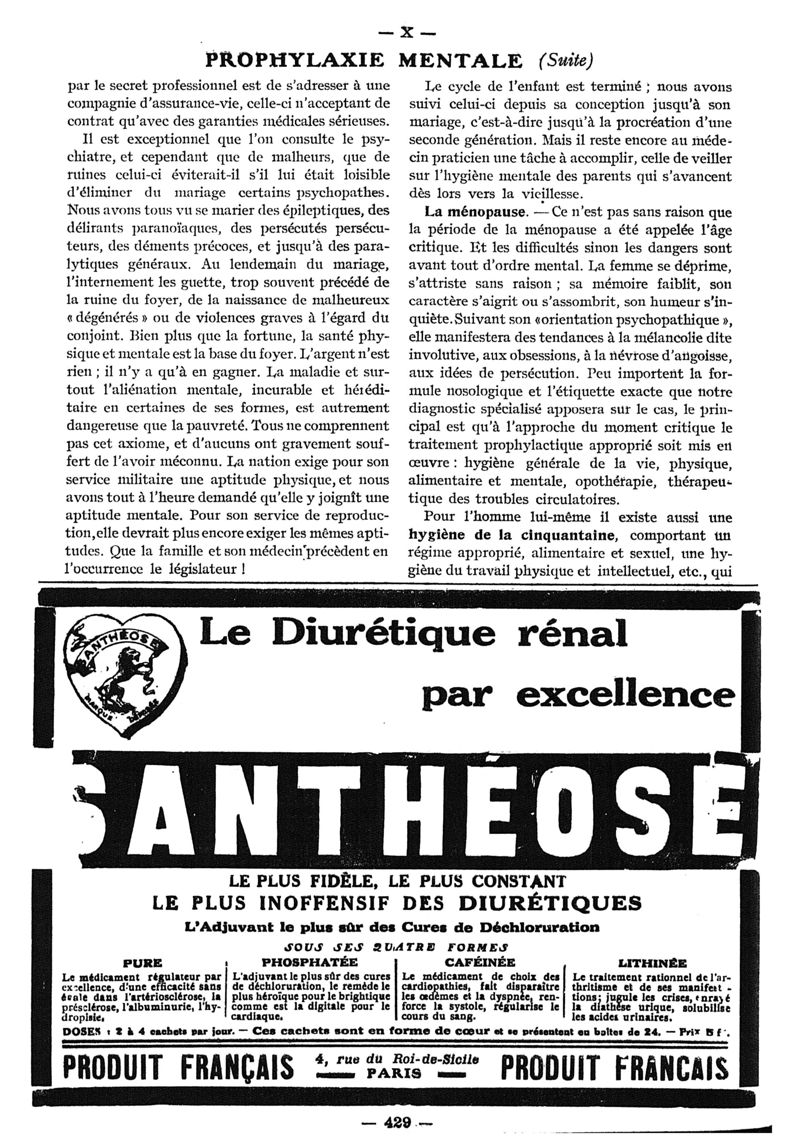 — X —
PROPHYLAXIE MENTALE (Suite)
par le secret professionnel est de s'adresser à une
compagnie d'assurance-vie, celle-ci n'acceptant de
contrat qu'avec des garanties médicales sérieuses.
Il est exceptionnel que l'on consulte le psy-
chiatre, et cependant que de malheurs, que de
ruines celui-ci éviterait-il s'il lui était loisible
d'éliminer du mariage certains psychopathes.
Nous avons tous vu se marier des épileptiques, des
délirants paranoïaques, des persécutés persécu-
teurs, des déments précoces, et jusqu'à des para-
lytiques généraux. Au lendemain du mariage,
l'internement les guette, trop souvent précédé de
la ruine du foyer, de la naissance de malheureux
« dégénérés » ou de violences graves à l'égard du
conjoint. Bien plus que la fortune, la santé phy-
sique et mentale est la base du foyer. L'argent n'est
rien ; il n'y a qu'à en gagner. La maladie et sur-
tout l'aliénation mentale, incurable et hérédi-
taire en certaines de ses formes, est autrement
dangereuse que la pauvreté. Tous ne comprennent
pas cet axiome, et d'aucuns ont gravement souf-
fert de l'avoir méconnu. La nation exige pour son
service militaire une aptitude physique, et nous
avons tout à l'heure demandé qu'elle y joignît une
aptitude mentale. Pour son service de reproduc-
tion, elle devrait plus encore exiger les mêmes apti-
tudes. Que la famille et son médecin précèdent en
l'occurrence le législateur !
Le cycle de l'enfant est terminé ; nous avons
suivi celui-ci depuis sa conception jusqu'à son
mariage, c'est-à-dire jusqu'à la procréation d'une
seconde génération. Mais il reste encore au méde-
cin praticien une tâche à accomplir, celle de veiller
sur l'hygiène mentale des parents qui s'avancent
dès lors vers la vieillesse.
La ménopause. — Ce n'est pas sans raison que
la période de la ménopause a été appelée l'âge
critique. Et les difficultés sinon les dangers sont
avant tout d'ordre mental. La femme se déprime,
s'attriste sans raison ; sa mémoire faiblit, son
caractère s'aigrit ou s'assombrit, son humeur s'in-
quiète. Suivant son «orientation psychopathique »,
elle manifestera des tendances à la mélancolie dite
involutive, aux obsessions, à la névrose d'angoisse,
aux idées de persécution. Peu importent la for-
mule nosologique et l'étiquette exacte que notre
diagnostic spécialisé apposera sur le cas, le prin-
cipal est qu'à l'approche du moment critique le
traitement prophylactique approprié soit mis en
œuvre : hygiène générale de la vie, physique,
alimentaire et mentale, opothérapie, thérapeu-
tique des troubles circulatoires.
Pour l'homme lui-même il existe aussi une
hygiène de la cinquantaine, comportant un
régime approprié, alimentaire et sexuel, une hy-
giène du travail physique et intellectuel, etc., qui
SANTHÉOSE
MARQUE DÉPOSÉE
Le Diurétique rénal
par excellence
SANTHÉOSE
LE PLUS FIDÈLE, LE PLUS CONSTANT
LE PLUS INOFFENSIF DES DIURÉTIQUES
L'Adjuvant le plus sûr des Cures de Déchloruration
SOUS SES QUATRE FORMES
PURE
Le médicament régulateur par
excellence, d'une efficacité sans
égale dans l'artériosclérose, la
présclérose, l'albuminurie, l'hy-
dropisie.
PHOSPHATÉE
L'adjuvant le plus sûr des cures
de déchloruration, le remède le
plus héroïque pour le brightique
comme est la digitale pour le
cardiaque.
CAFÉINÉE
Le médicament de choix des
cardiopathies, fait disparaître
les œdèmes et la dyspnée, ren-
force la systole, régularise le
cours du sang.
LITHINÉE
Le traitement rationnel de l'ar-
thritisme et de ses manifest -
tions ; jugule les crises, enraye
la diathèse urique, solubilise
les acides urinaires.
DOSES : 2 à 4 cachets par jour. — Ces cachets sont en forme de cœur et se présentent en boîtes de 24. — Prix 5 f.
PRODUIT FRANÇAIS
4, rue du Roi-de-Sicile
— PARIS —
PRODUIT FRANCAIS
— 429 —